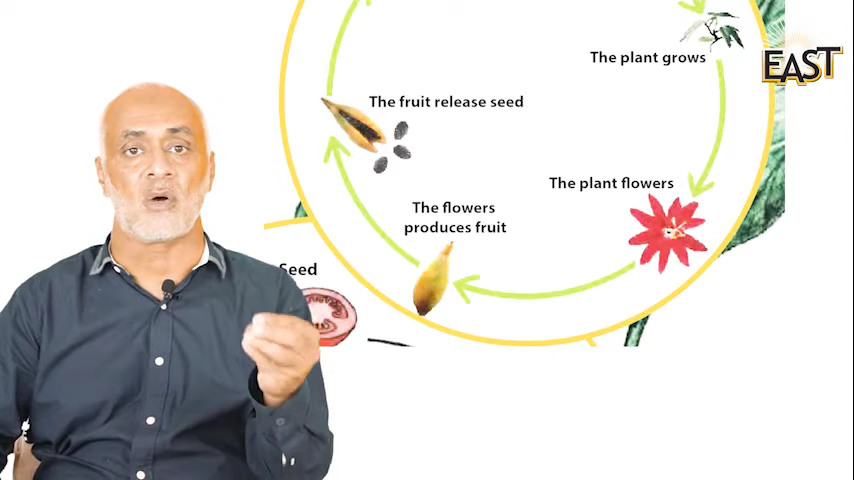 The plant grows
EAST
The fruit release seed
The plant flowers
The flowers
produces fruit
Seed